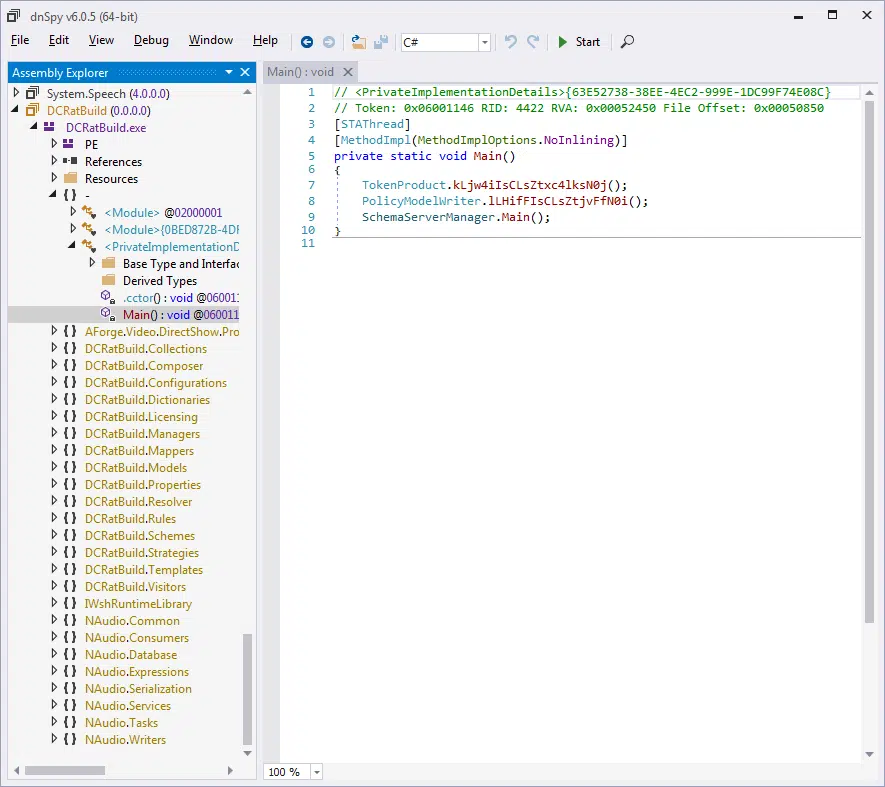 dnSpy v6.0.5 (64-bit)
File Edit View Debug Window Help C# Start
Assembly Explorer
System.Speech (4.0.0.0)
DCRatBuild (0.0.0.0)
DCRatBuild.exe
PE
References
Resources
{ } -
<Module> @02000001
<Module>{0BED872B-4DF
<PrivateImplementationD
Base Type and Interfac
Derived Types
.cctor() : void @060011
Main() : void @060011
{ } AForge.Video.DirectShow.Pro
{ } DCRatBuild.Collections
{ } DCRatBuild.Composer
{ } DCRatBuild.Configurations
{ } DCRatBuild.Dictionaries
{ } DCRatBuild.Licensing
{ } DCRatBuild.Managers
{ } DCRatBuild.Mappers
{ } DCRatBuild.Models
{ } DCRatBuild.Properties
{ } DCRatBuild.Resolver
{ } DCRatBuild.Rules
{ } DCRatBuild.Schemes
{ } DCRatBuild.Strategies
{ } DCRatBuild.Templates
{ } DCRatBuild.Visitors
{ } IWshRuntimeLibrary
{ } NAudio.Common
{ } NAudio.Consumers
{ } NAudio.Database
{ } NAudio.Expressions
{ } NAudio.Serialization
{ } NAudio.Services
{ } NAudio.Tasks
{ } NAudio.Writers
Main() : void
1 // <PrivateImplementationDetails>{63E52738-38EE-4EC2-999E-1DC99F74E08C}
2 // Token: 0x06001146 RID: 4422 RVA: 0x00052450 File Offset: 0x00050850
3 [STAThread]
4 [MethodImpl(MethodImplOptions.NoInlining)]
5 private static void Main()
6 {
7 TokenProduct.kLjw4iIsCLsZtxc4lksN0j();
8 PolicyModelWriter.lLHifFIsCLsZtjvFfN0i();
9 SchemaServerManager.Main();
10 }
11
100 %